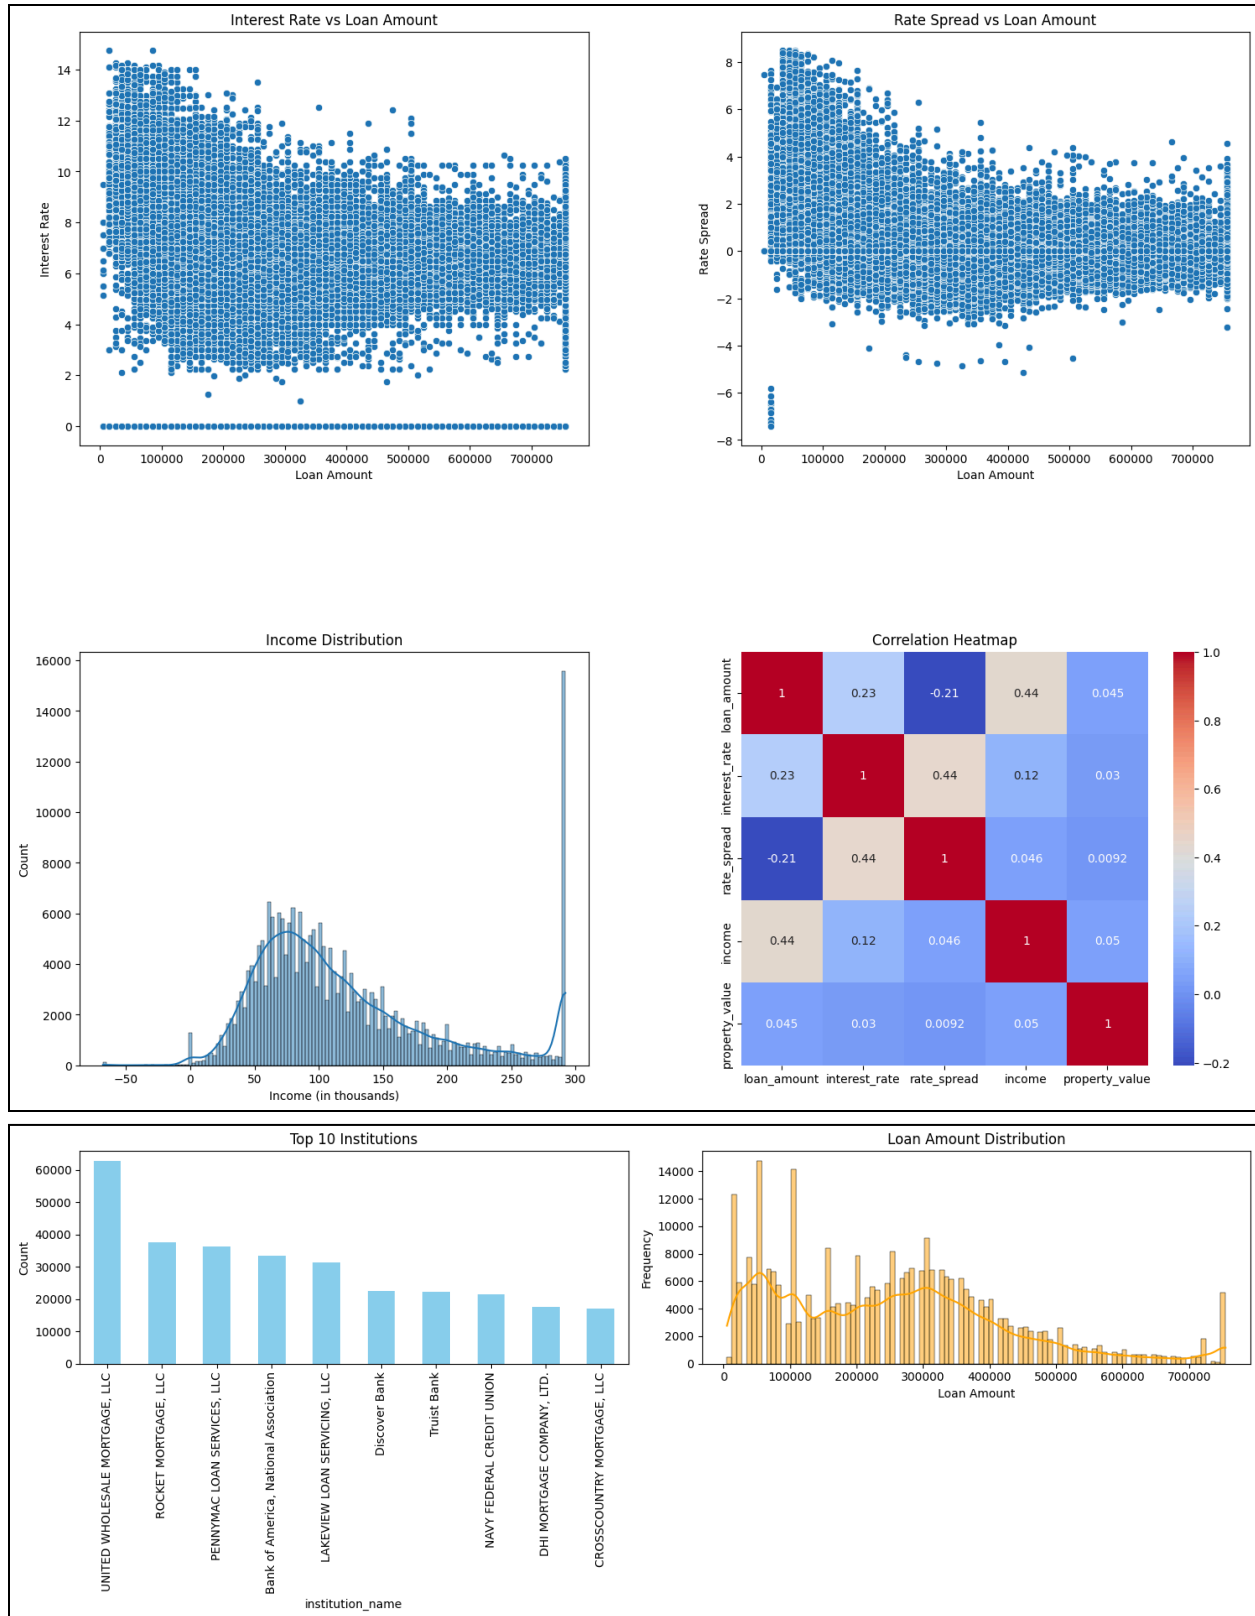 Interest Rate vs Loan Amount
14
12
10
8
6
4
2
0
Interest Rate
0 100000 200000 300000 400000 500000 600000 700000
Loan Amount
Rate Spread vs Loan Amount
8
6
4
2
0
−2
−4
−6
−8
Rate Spread
0 100000 200000 300000 400000 500000 600000 700000
Loan Amount
Income Distribution
16000
14000
12000
10000
8000
6000
4000
2000
0
Count
−50 0 50 100 150 200 250 300
Income (in thousands)
Correlation Heatmap
loan_amount
1 0.23 -0.21 0.44 0.045
interest_rate
0.23 1 0.44 0.12 0.03
rate_spread
-0.21 0.44 1 0.046 0.0092
income
0.44 0.12 0.046 1 0.05
property_value
0.045 0.03 0.0092 0.05 1
loan_amount interest_rate rate_spread income property_value
1.0
0.8
0.6
0.4
0.2
0.0
−0.2
Top 10 Institutions
60000
50000
40000
30000
20000
10000
0
Count
UNITED WHOLESALE MORTGAGE, LLC
ROCKET MORTGAGE, LLC
PENNYMAC LOAN SERVICES, LLC
Bank of America, National Association
LAKEVIEW LOAN SERVICING, LLC
Discover Bank
Truist Bank
NAVY FEDERAL CREDIT UNION
DHI MORTGAGE COMPANY, LTD.
CROSSCOUNTRY MORTGAGE, LLC
institution_name
Loan Amount Distribution
14000
12000
10000
8000
6000
4000
2000
0
Frequency
0 100000 200000 300000 400000 500000 600000 700000
Loan Amount